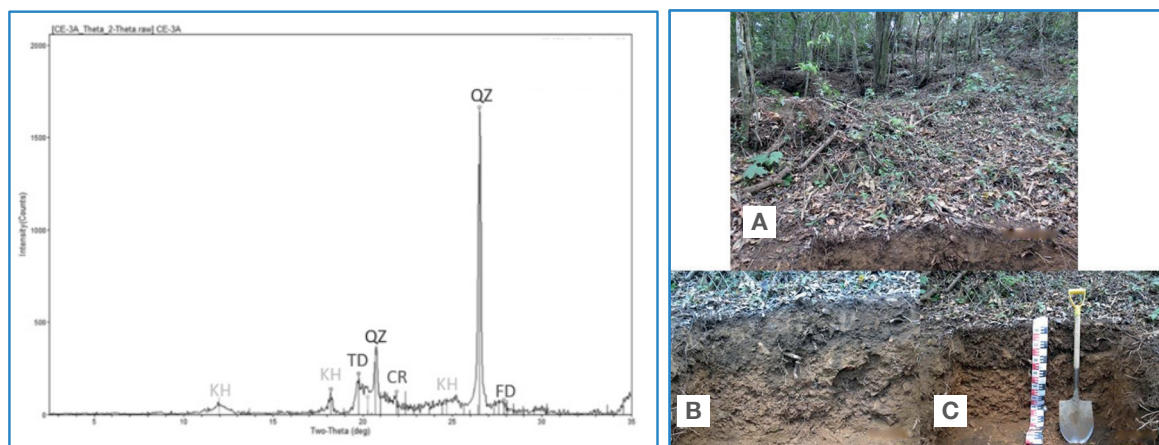 [CE-3A_Theta_2-Theta.raw] CE-3A
2000
1500
1000
500
0
Intensity(Counts)
KH
KH
TD
QZ
CR
KH
QZ
FD
5
10
15
20
25
30
35
Two-Theta (deg)
A
B
C